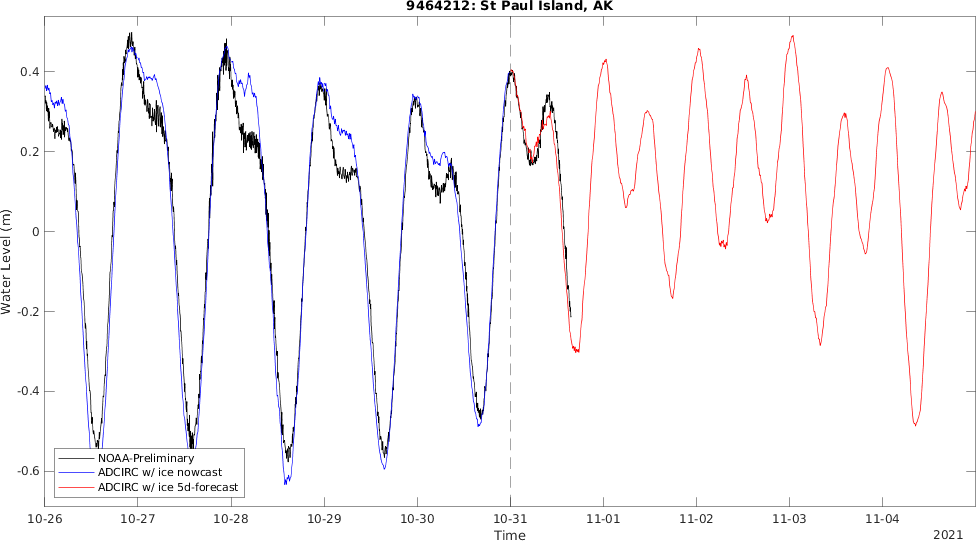 9464212: St Paul Island, AK
Water Level (m)
0.4
0.2
0
-0.2
-0.4
-0.6
NOAA-Preliminary
ADCIRC w/ ice nowcast
ADCIRC w/ ice 5d-forecast
10-26 10-27 10-28 10-29 10-30 10-31 11-01 11-02 11-03 11-04
Time
2021